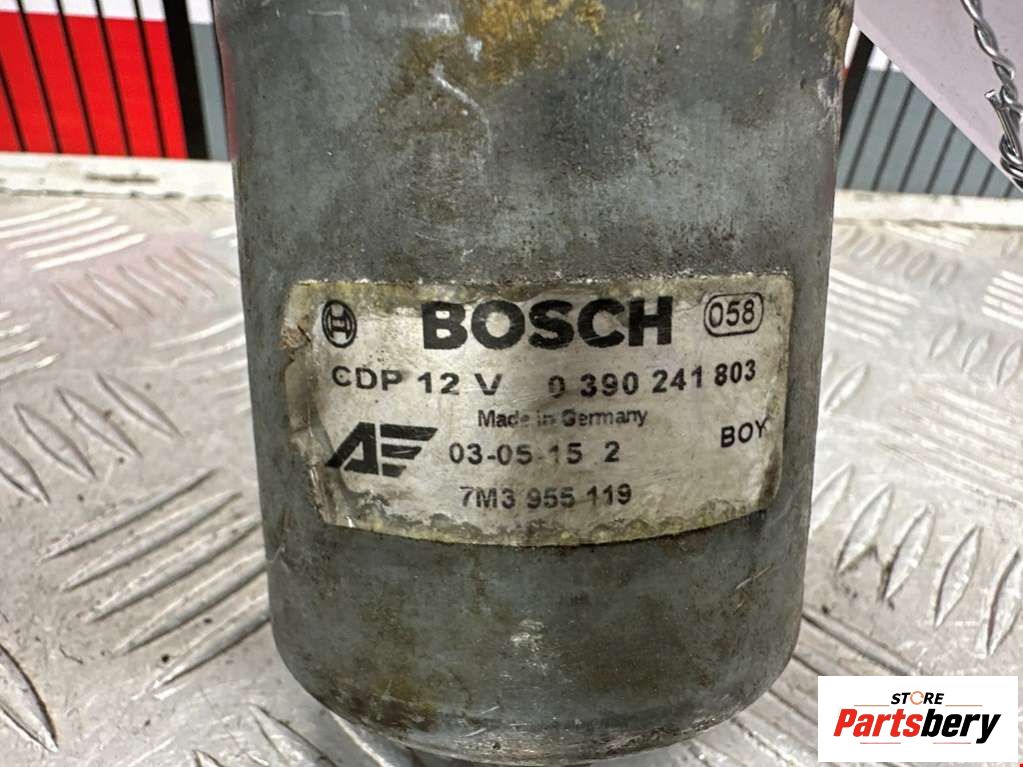 BOSCH 058
CDP 12 V 0 390 241 803
Made in Germany
AF 03-05-15 2 BOY
7M3 955 119
STORE
Partsbery